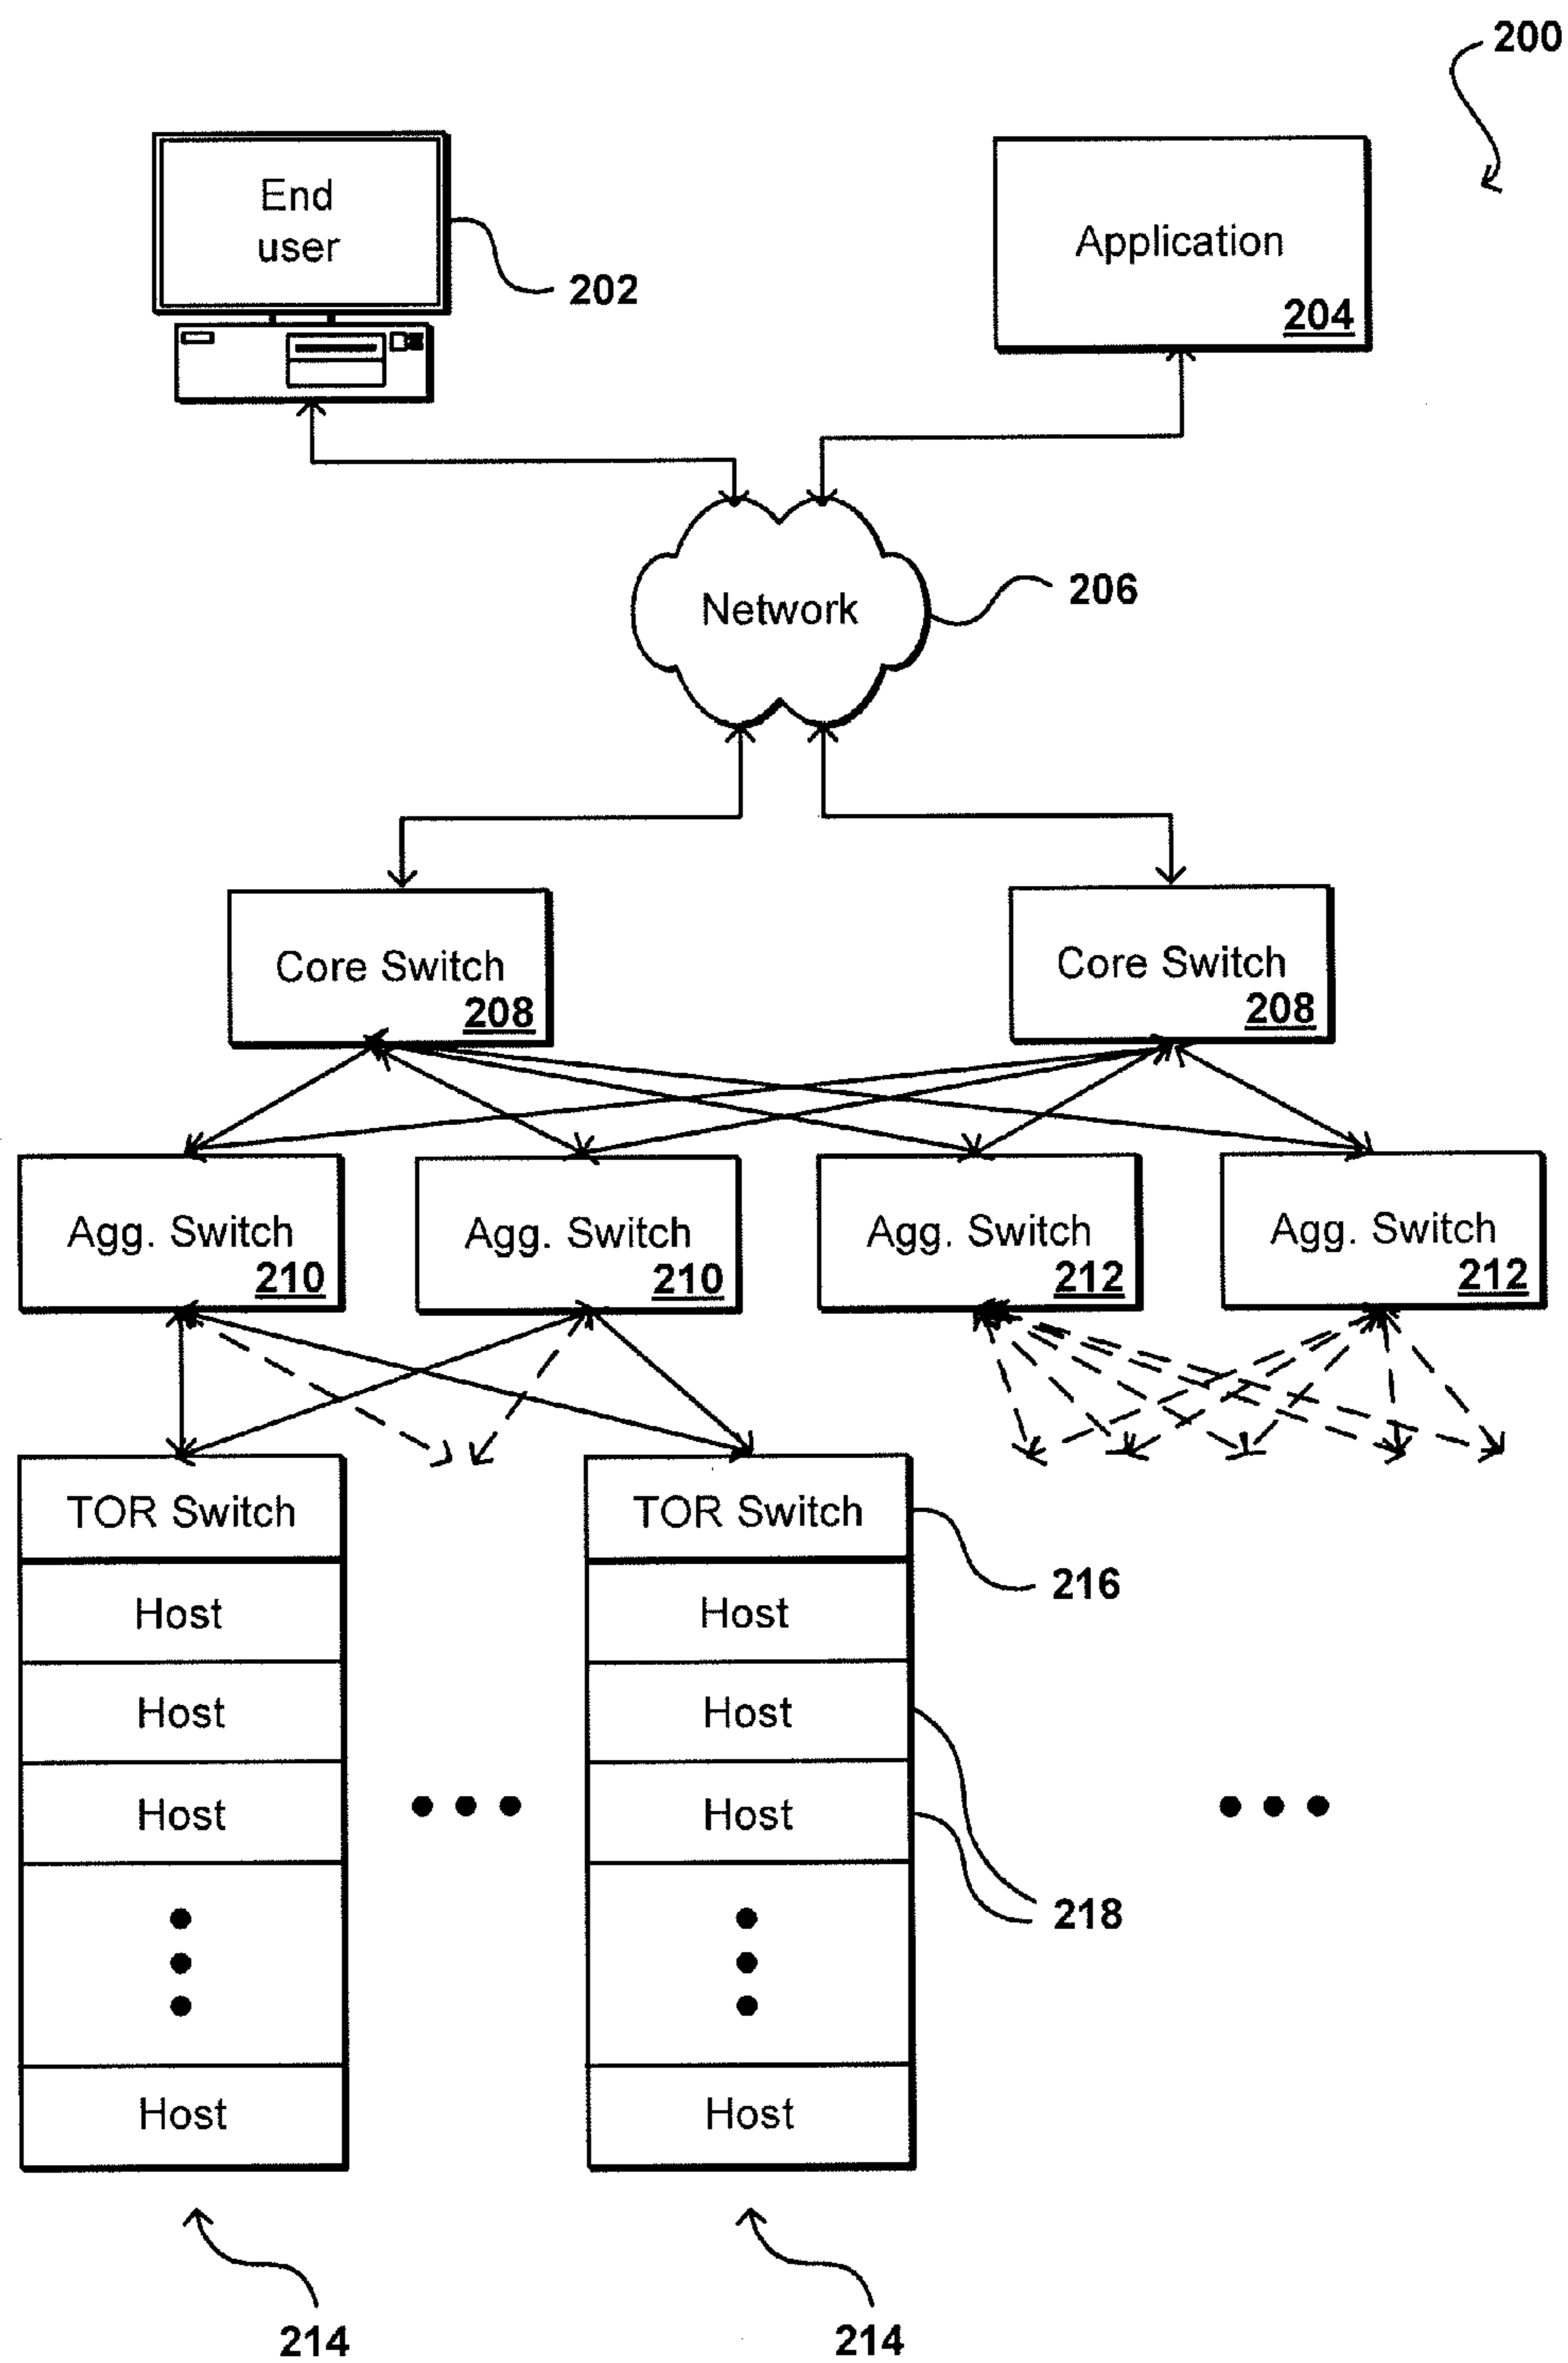 200
End
user
202
Application
204
Network
206
Core Switch
208
Core Switch
208
Agg. Switch
210
Agg. Switch
210
Agg. Switch
212
Agg. Switch
212
TOR Switch
Host
Host
Host
Host
TOR Switch
Host
Host
Host
Host
216
218
214
214